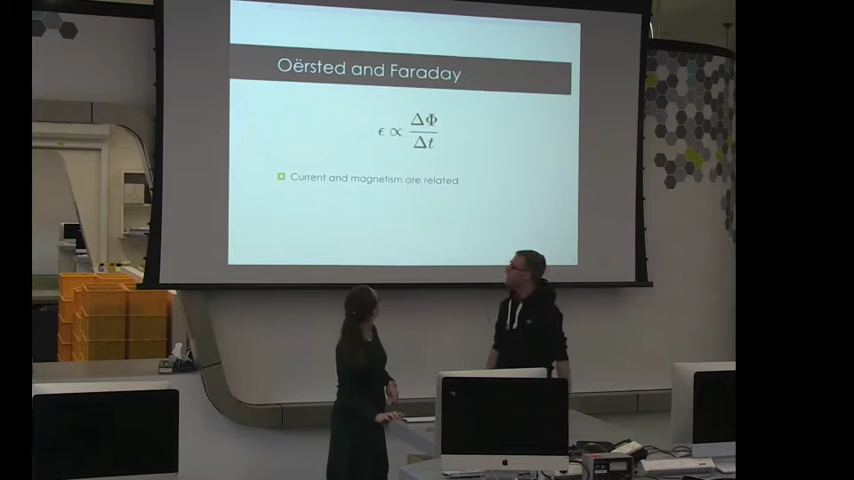 Oërsted and Faraday
ϵ ∝ ΔΦ/Δt
Current and magnetism are related